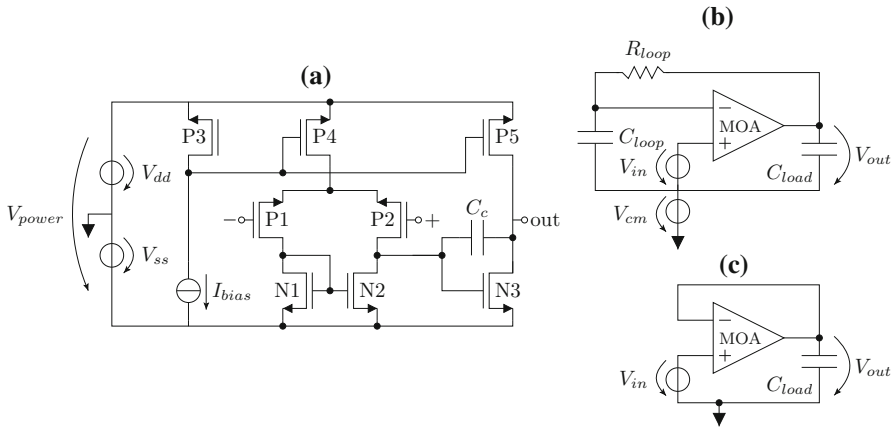 (a)
P3
P4
P5
V_dd
V_power
V_ss
I_bias
− P1
P2 +
C_c
out
N1
N2
N3
(b)
R_loop
−
MOA
+
C_loop
V_in
V_cm
C_load
V_out
(c)
−
MOA
+
V_in
C_load
V_out